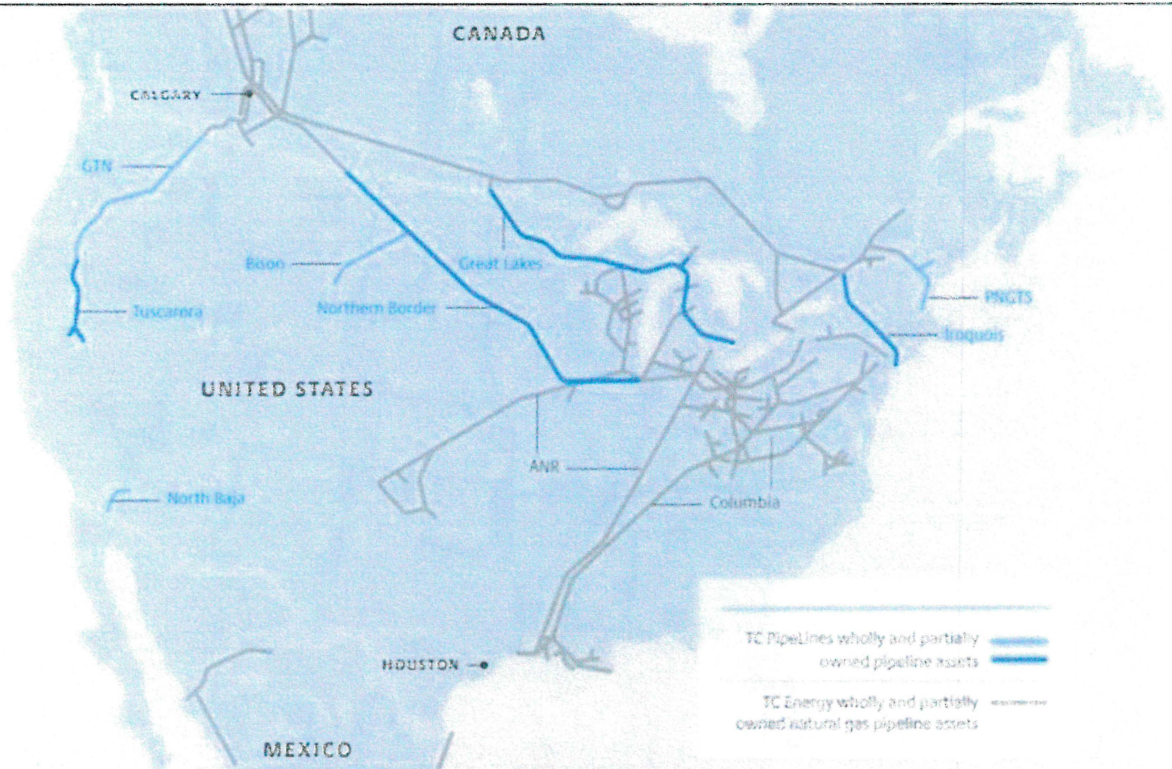 CANADA
CALGARY
GTN
Bison
Great Lakes
Tuscarora
Northern Border
PNGTS
Iroquois
UNITED STATES
ANR
North Baja
Columbia
TC PipeLines wholly and partially
owned pipeline assets
HOUSTON
TC Energy wholly and partially
owned natural gas pipeline assets
MEXICO